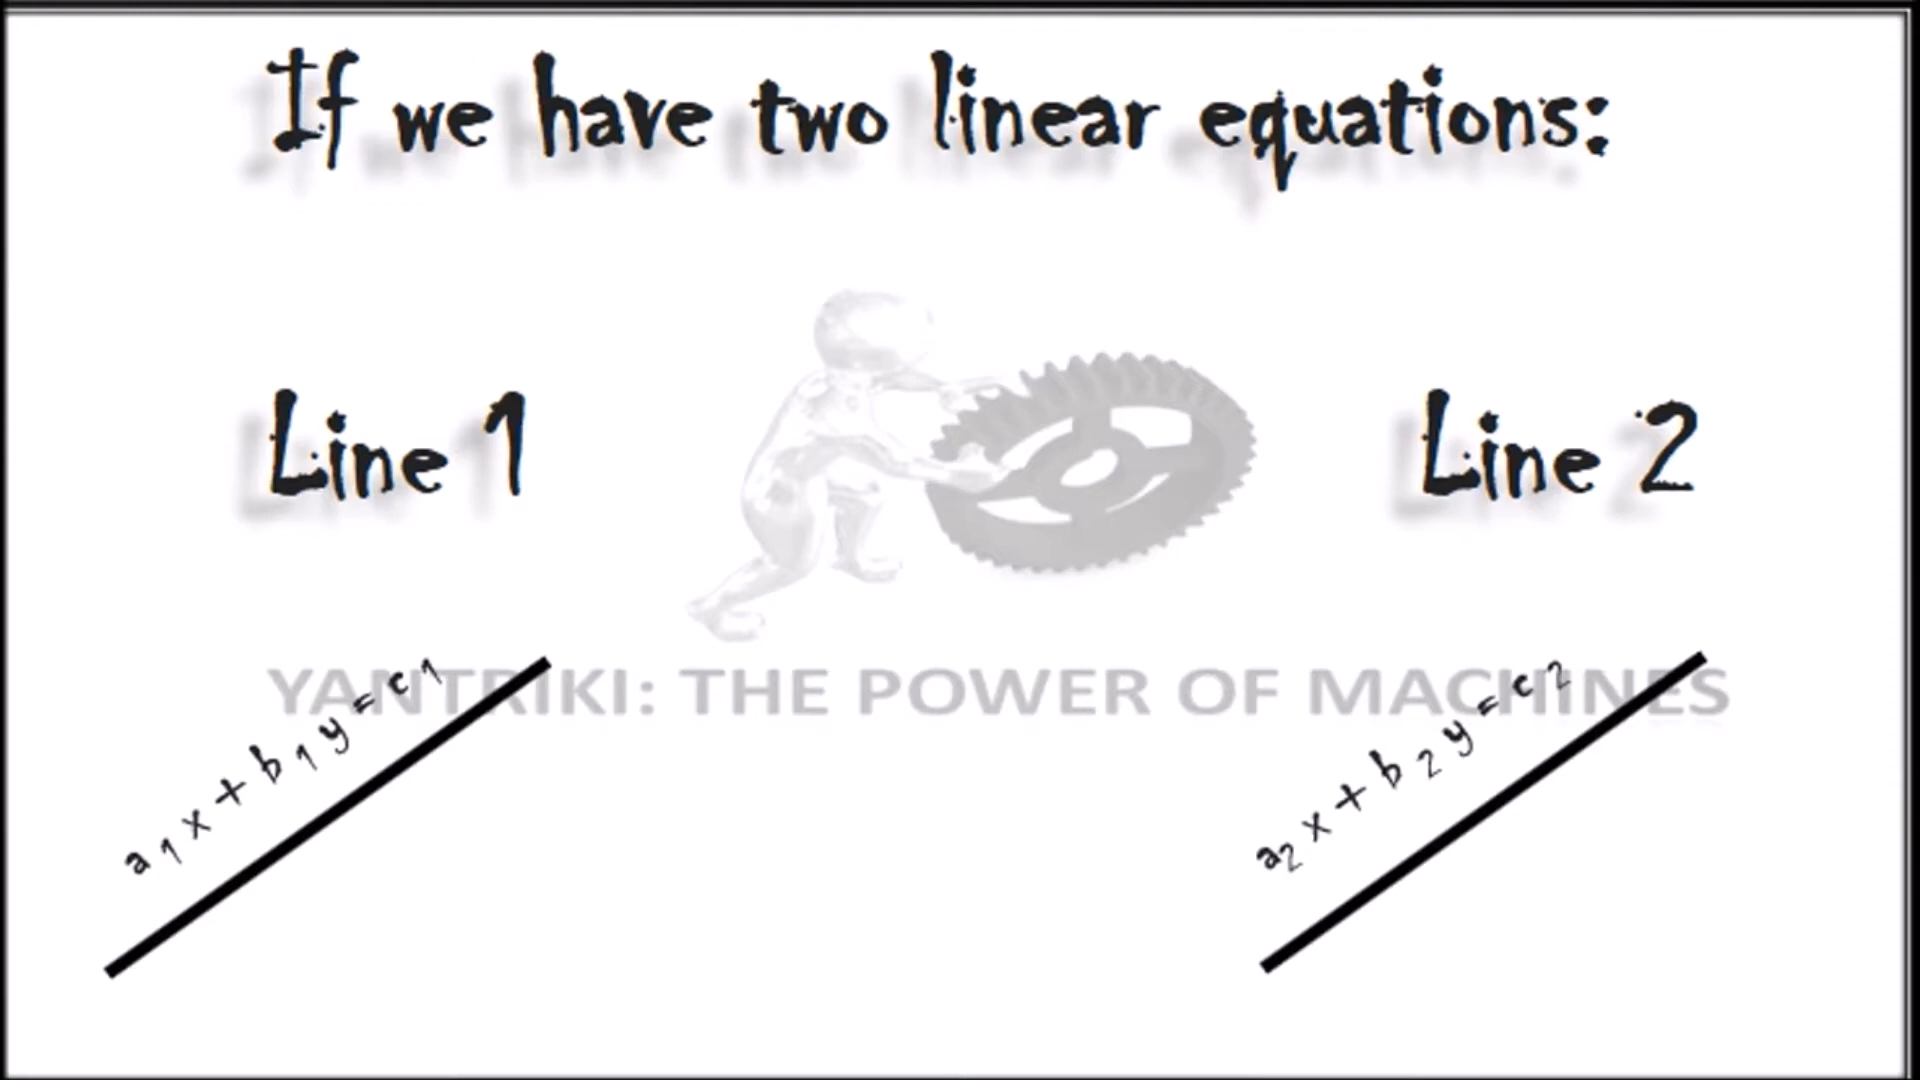 If we have two linear equations:
Line 1
Line 2
YANTRIKI: THE POWER OF MACHINES
a1x+b1y=c1
a2x+b2y=c2